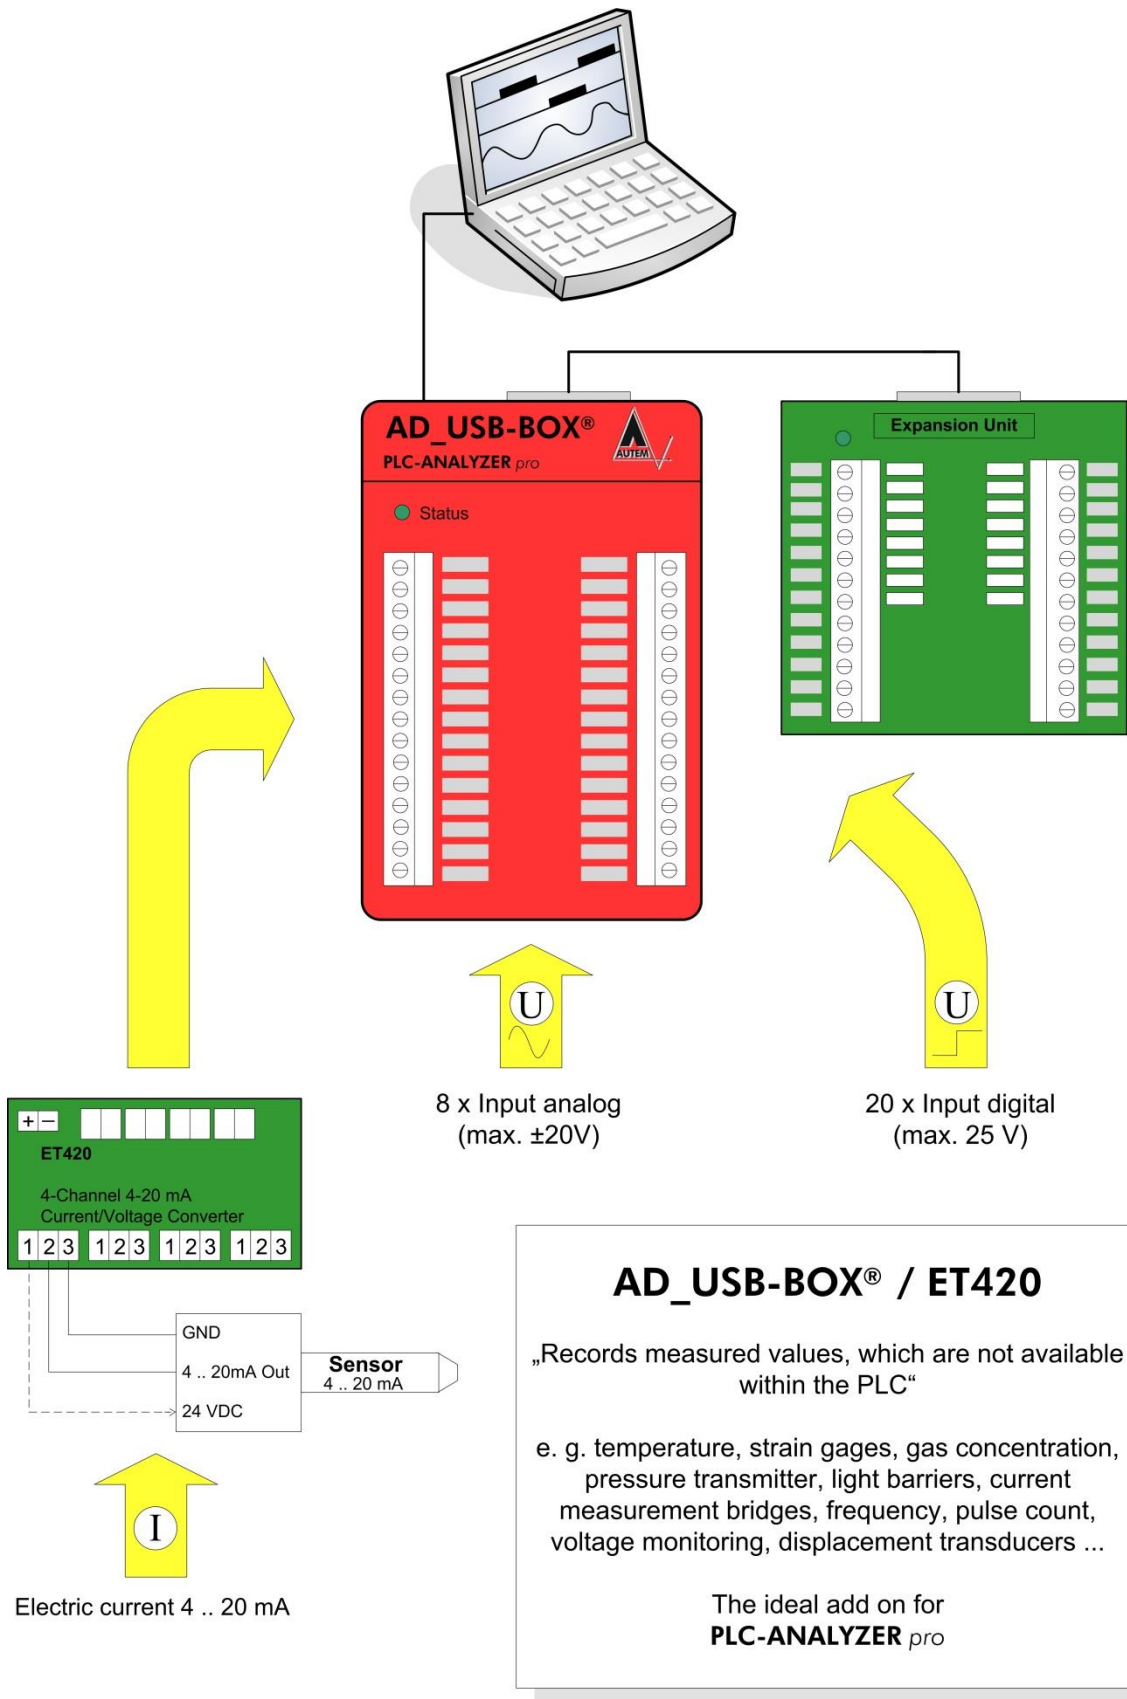 AD_USB-BOX®
PLC-ANALYZER pro
AUTEM
Status
Expansion Unit
U
U
8 x Input analog
(max. ±20V)
20 x Input digital
(max. 25 V)
+ –
ET420
4-Channel 4-20 mA
Current/Voltage Converter
1 2 3 1 2 3 1 2 3 1 2 3
GND
4 .. 20mA Out
24 VDC
Sensor
4 .. 20 mA
I
Electric current 4 .. 20 mA
AD_USB-BOX® / ET420
„Records measured values, which are not available
within the PLC“
e. g. temperature, strain gages, gas concentration,
pressure transmitter, light barriers, current
measurement bridges, frequency, pulse count,
voltage monitoring, displacement transducers ...
The ideal add on for
PLC-ANALYZER pro